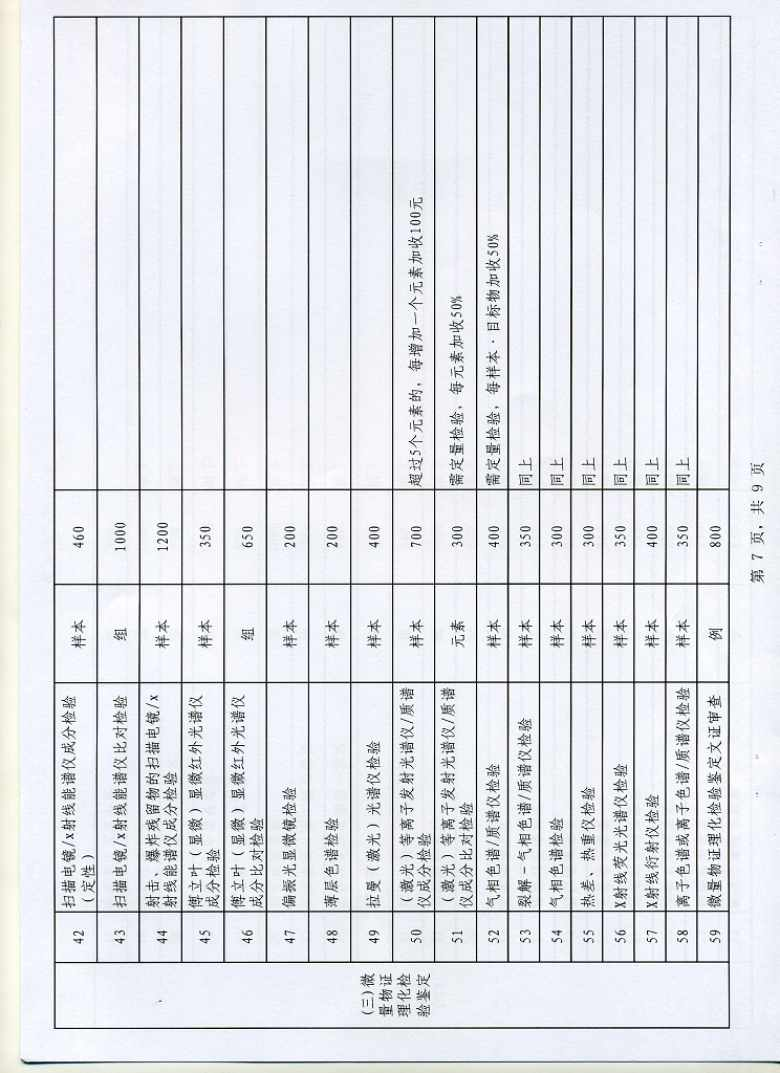 (三)微
量物证
理化检
验鉴定
42 扫描电镜/x射线能谱仪成分检验
(定性) 样本 460
43 扫描电镜/x射线能谱仪比对检验 组 1000
44 射击、爆炸残留物的扫描电镜/x
射线能谱仪成分检验 样本 1200
45 傅立叶(显微)显微红外光谱仪
成分检验 样本 350
46 傅立叶(显微)显微红外光谱仪
成分比对检验 组 650
47 偏振光显微镜检验 样本 200
48 薄层色谱检验 样本 200
49 拉曼(激光)光谱仪检验 样本 400
50 (激光)等离子发射光谱仪/质谱
仪成分检验 样本 700 超过5个元素的,每增加一个元素加收100元
51 (激光)等离子发射光谱仪/质谱
仪成分比对检验 元素 300 需定量检验,每元素加收50%
52 气相色谱/质谱仪检验 样本 400 需定量检验,每样本·目标物加收50%
53 裂解-气相色谱/质谱仪检验 样本 350 同上
54 气相色谱检验 样本 300 同上
55 热差、热重仪检验 样本 300 同上
56 X射线荧光光谱仪检验 样本 350 同上
57 X射线衍射仪检验 样本 400 同上
58 离子色谱或离子色谱/质谱仪检验 样本 350 同上
59 微量物证理化检验鉴定文证审查 例 800
第 7 页,共 9 页